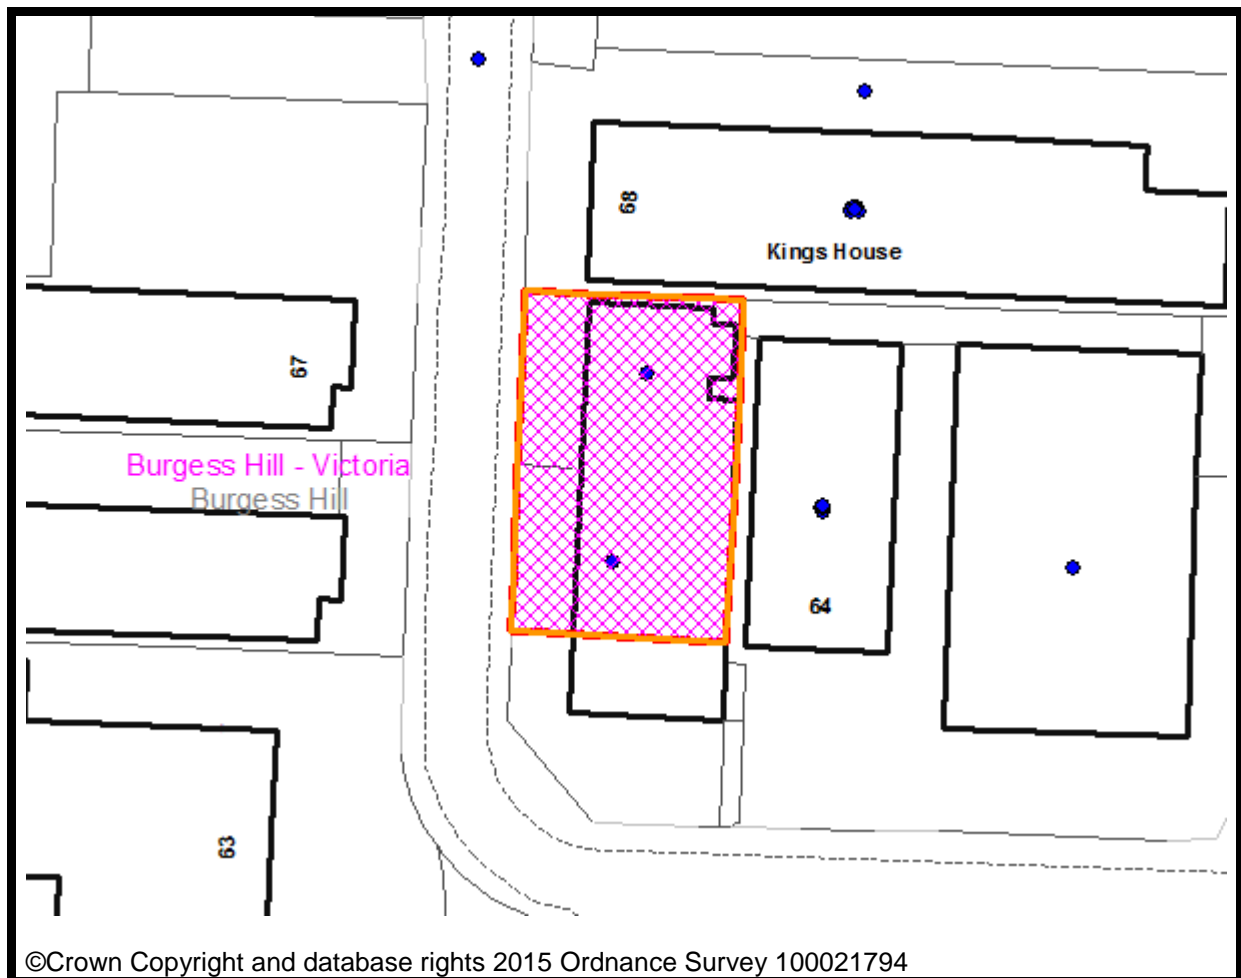 68
Kings House
67
Burgess Hill - Victoria
Burgess Hill
64
63
©Crown Copyright and database rights 2015 Ordnance Survey 100021794